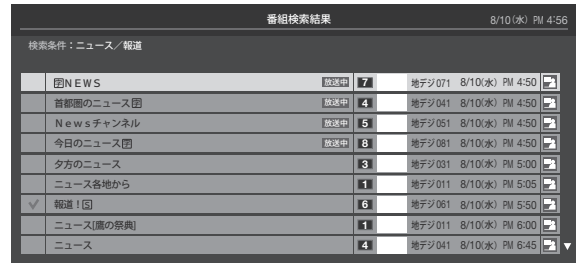 番組検索結果 8/10(水) PM 4:56
検索条件:ニュース/報道
字NEWS 放送中 7 地デジ071 8/10(水) PM 4:50
首都圏のニュース字 放送中 4 地デジ041 8/10(水) PM 4:50
Newsチャンネル 放送中 5 地デジ051 8/10(水) PM 4:50
今日のニュース字 放送中 8 地デジ081 8/10(水) PM 4:50
夕方のニュース 3 地デジ031 8/10(水) PM 5:00
ニュース各地から 1 地デジ011 8/10(水) PM 5:05
報道!S 6 地デジ061 8/10(水) PM 5:50
ニュース[鷹の祭典] 1 地デジ011 8/10(水) PM 6:00
ニュース 4 地デジ041 8/10(水) PM 6:45